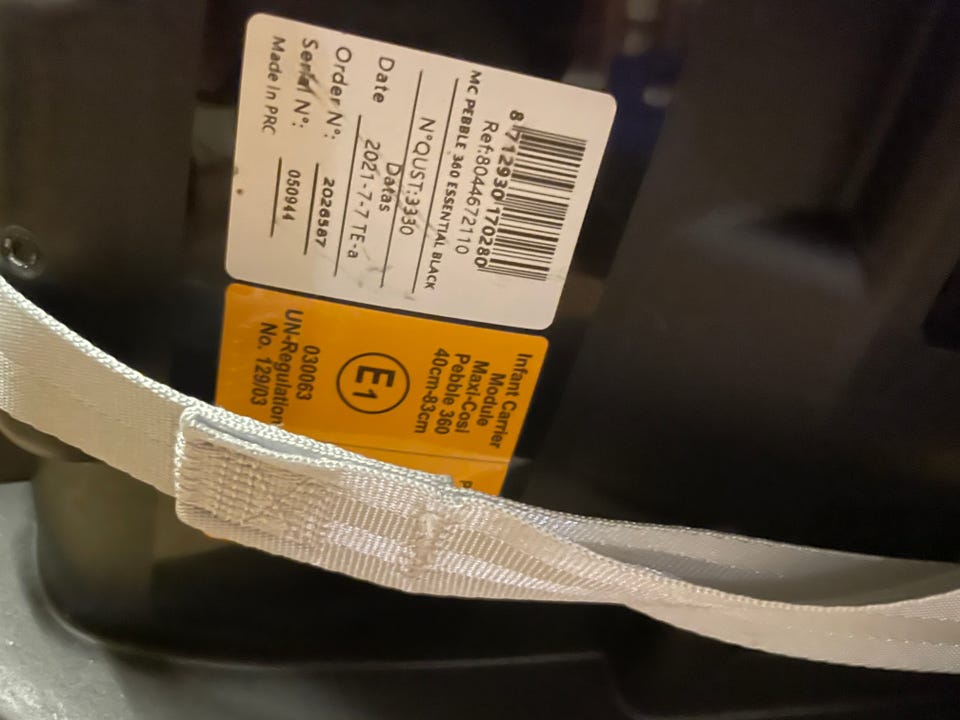 8 712930 170280
Ref:8044672110
MC PEBBLE 360 ESSENTIAL BLACK
N°QUST:3330
Datas
Date 2021-7-7 TE-a
Order N°: 2026587
Serial N°: 050944
Made In PRC
Infant Carrier
Module
Maxi-Cosi
Pebble 360
40cm-83cm
E1
030063
UN-Regulation
No. 129/03